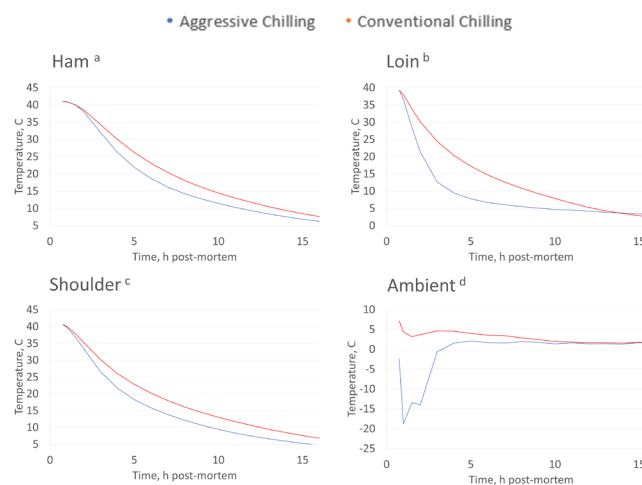 • Aggressive Chilling • Conventional Chilling
Ham a
Temperature, C
45
40
35
30
25
20
15
10
5
0 5 10 15
Time, h post-mortem
Loin b
Temperature, C
40
35
30
25
20
15
10
5
0
0 5 10 15
Time, h post-mortem
Shoulder c
Temperature, C
45
40
35
30
25
20
15
10
5
0 5 10 15
Time, h post-mortem
Ambient d
Temperature, C
10
5
0
-5
-10
-15
-20
-25
0 5 10 15
Time, h post-mortem